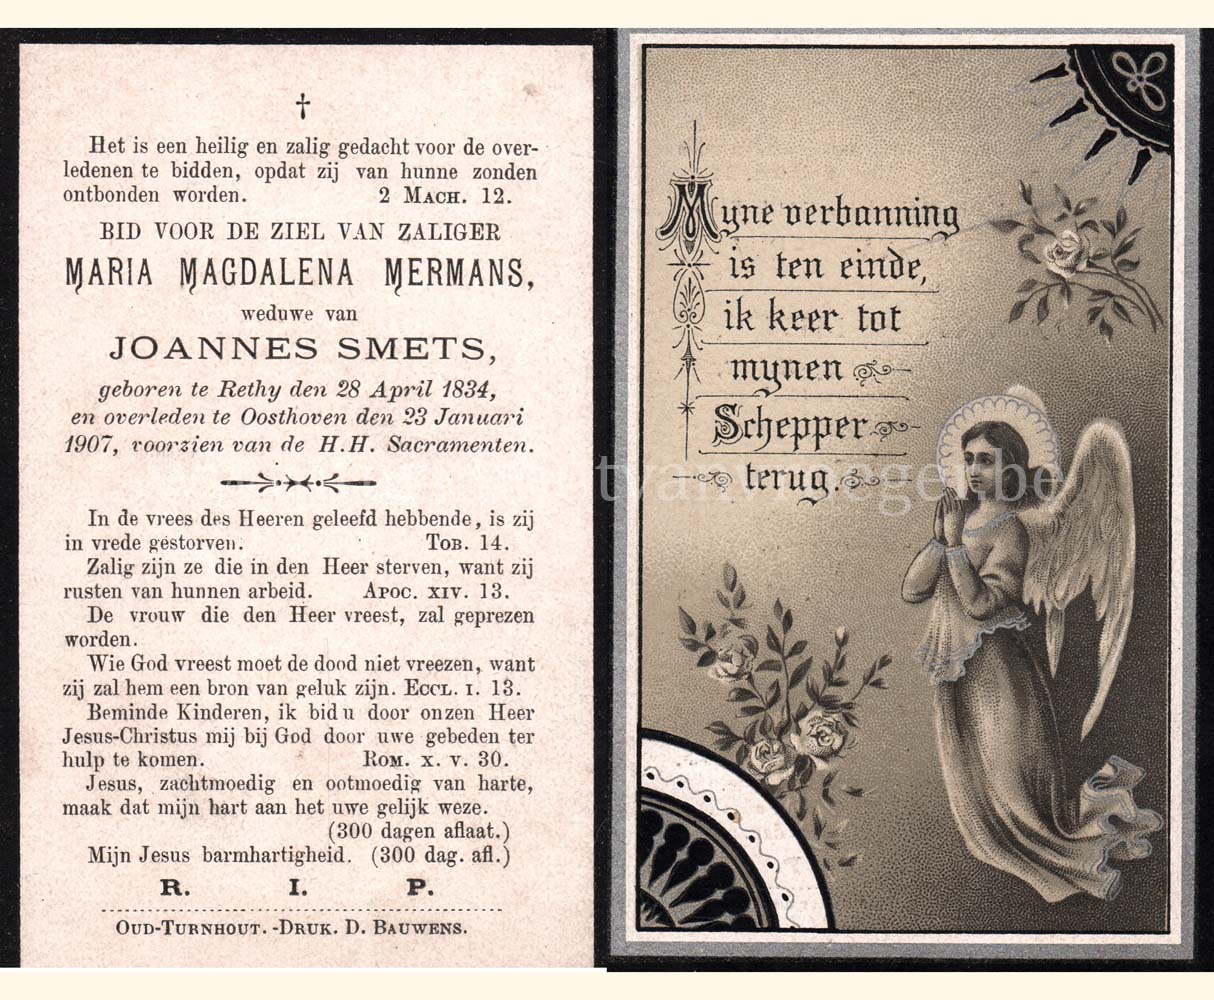 †
Het is een heilig en zalig gedacht voor de over-
ledenen te bidden, opdat zij van hunne zonden
ontbonden worden. 2 Mach. 12.
BID VOOR DE ZIEL VAN ZALIGER
MARIA MAGDALENA MERMANS,
weduwe van
JOANNES SMETS,
geboren te Rethy den 28 April 1834,
en overleden te Oosthoven den 23 Januari
1907, voorzien van de H.H. Sacramenten.
In de vrees des Heeren geleefd hebbende, is zij
in vrede gestorven. Tob. 14.
Zalig zijn ze die in den Heer sterven, want zij
rusten van hunnen arbeid. Apoc. xiv. 13.
De vrouw die den Heer vreest, zal geprezen
worden.
Wie God vreest moet de dood niet vreezen, want
zij zal hem een bron van geluk zijn. Eccl. i. 13.
Beminde Kinderen, ik bid u door onzen Heer
Jesus-Christus mij bij God door uwe gebeden ter
hulp te komen. Rom. x. v. 30.
Jesus, zachtmoedig en ootmoedig van harte,
maak dat mijn hart aan het uwe gelijk weze.
(300 dagen aflaat.)
Mijn Jesus barmhartigheid. (300 dag. afl.)
R. I. P.
Oud-Turnhout. -Druk. D. Bauwens.
Myne verbanning
is ten einde,
ik keer tot
mynen
Schepper
terug.